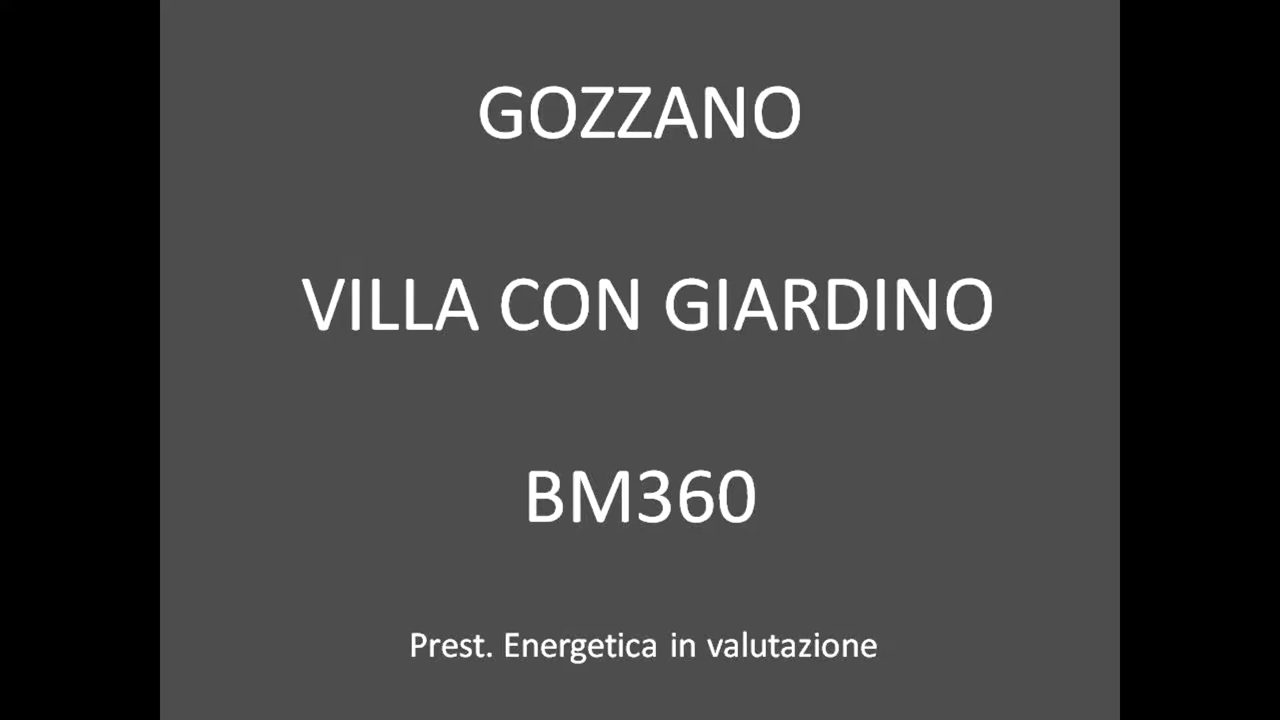 GOZZANO
VILLA CON GIARDINO
BM360
Prest. Energetica in valutazione